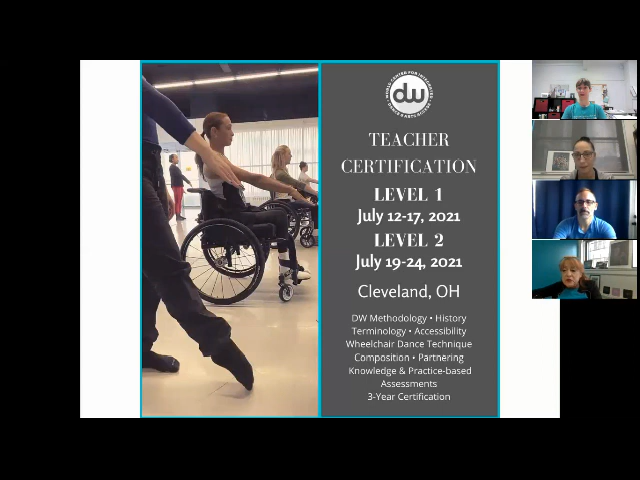 dw
TEACHER
CERTIFICATION
LEVEL 1
July 12-17, 2021
LEVEL 2
July 19-24, 2021
Cleveland, OH
DW Methodology • History
Terminology • Accessibility
Wheelchair Dance Technique
Composition • Partnering
Knowledge & Practice-based
Assessments
3-Year Certification